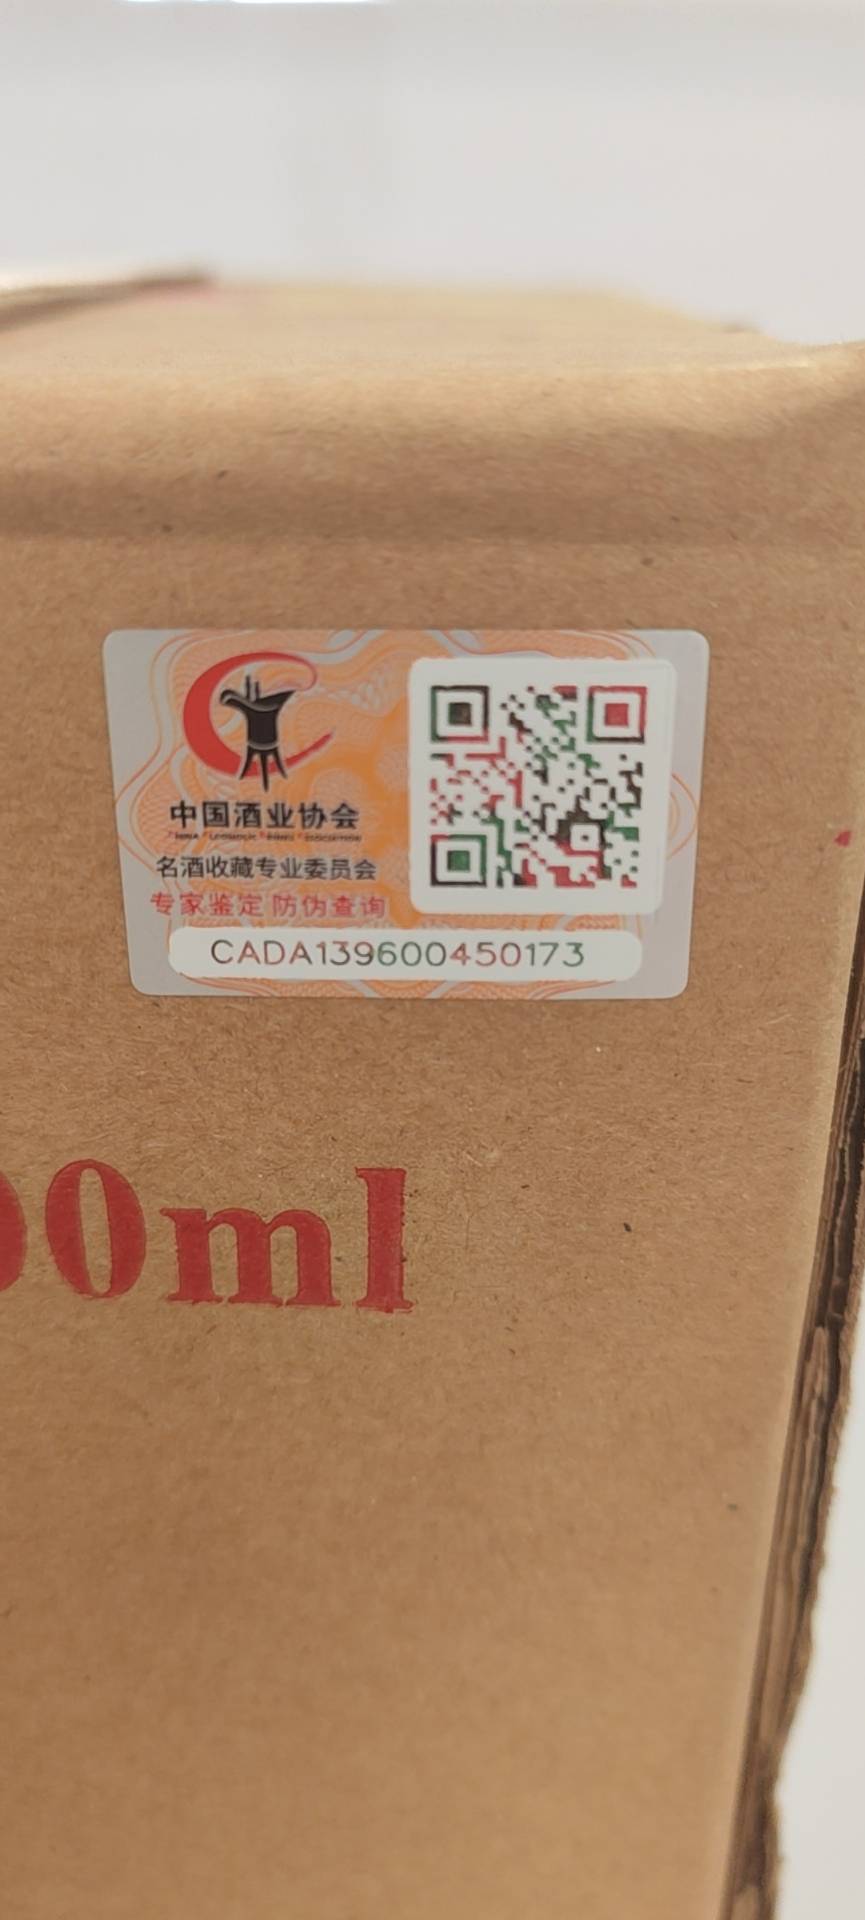 中国酒业协会
名酒收藏专业委员会
专家鉴定 防伪查询
CADA139600450173
00ml